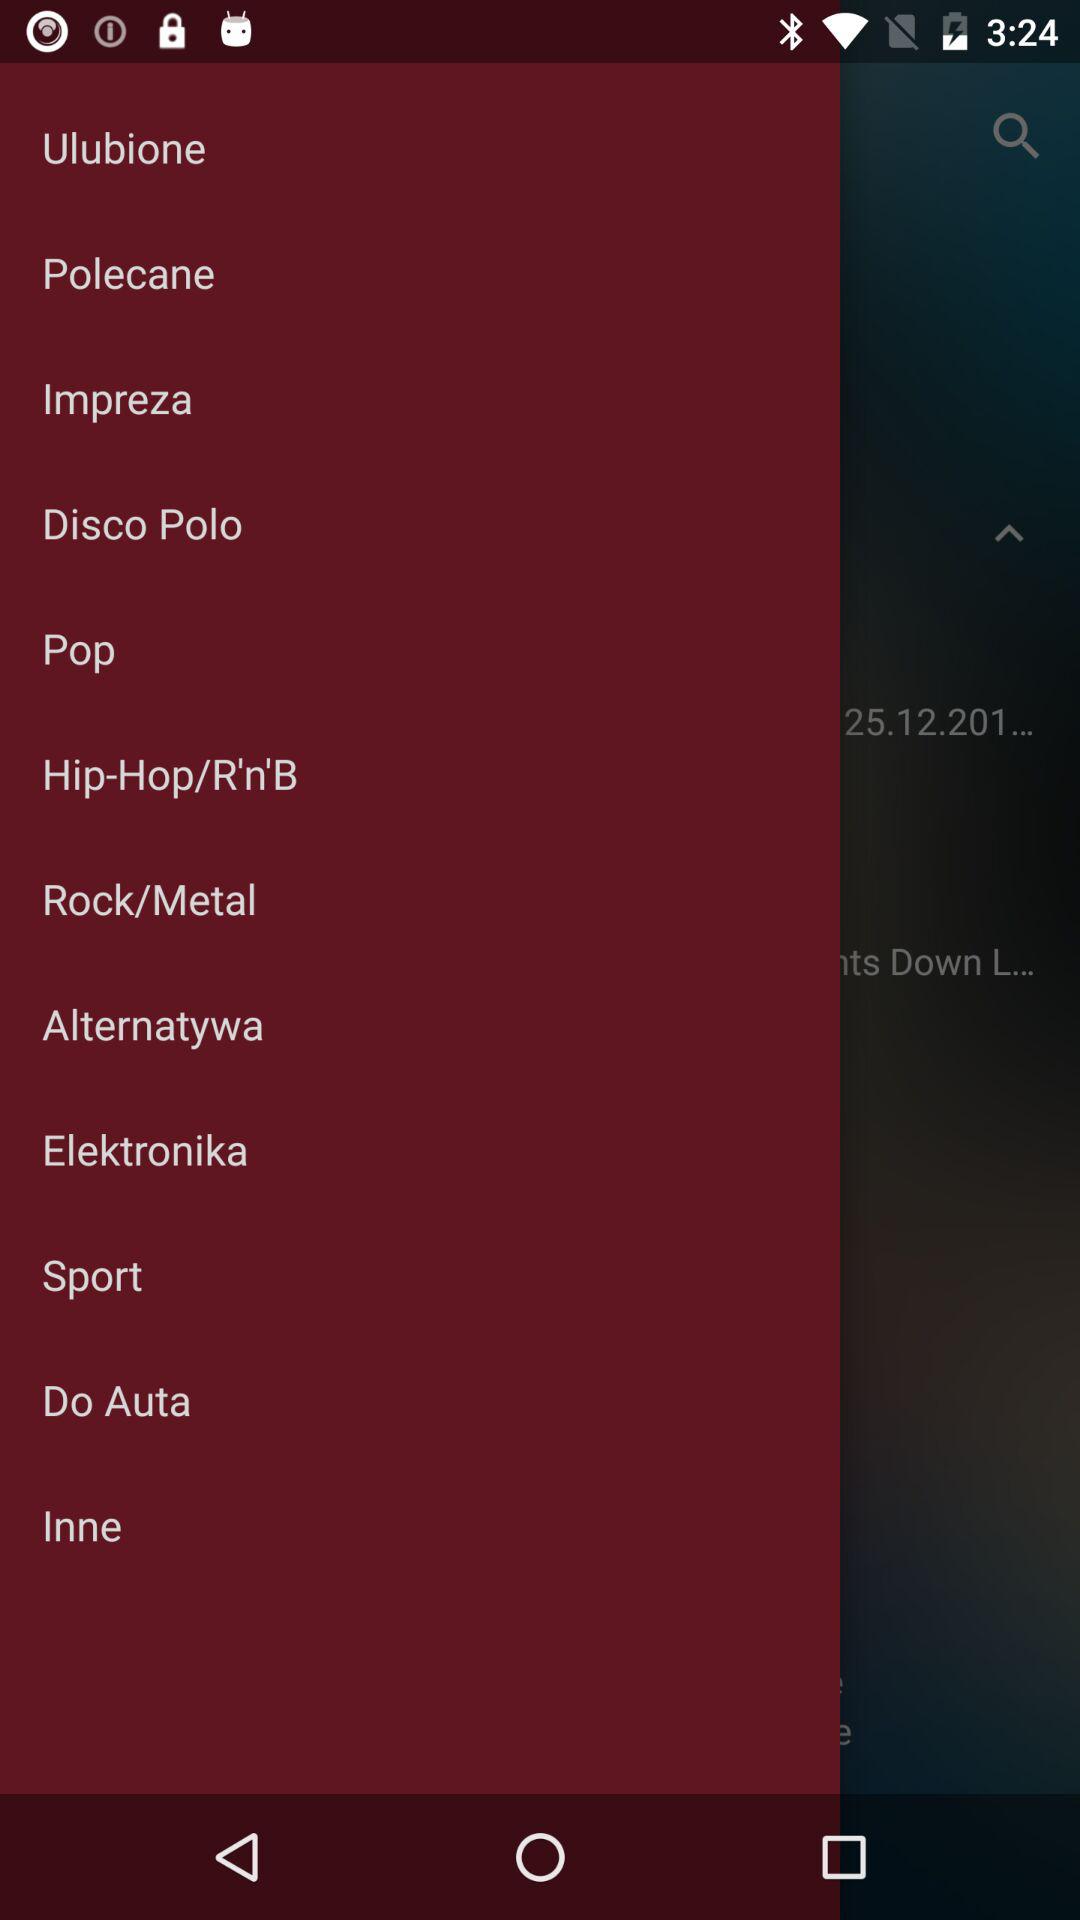 3:24
Ulubione
Polecane
Impreza
Disco Polo
Pop
25.12.201...
Hip-Hop/R'n'B
Rock/Metal
Down L...
Alternatywa
Elektronika
Sport
Do Auta
Inne